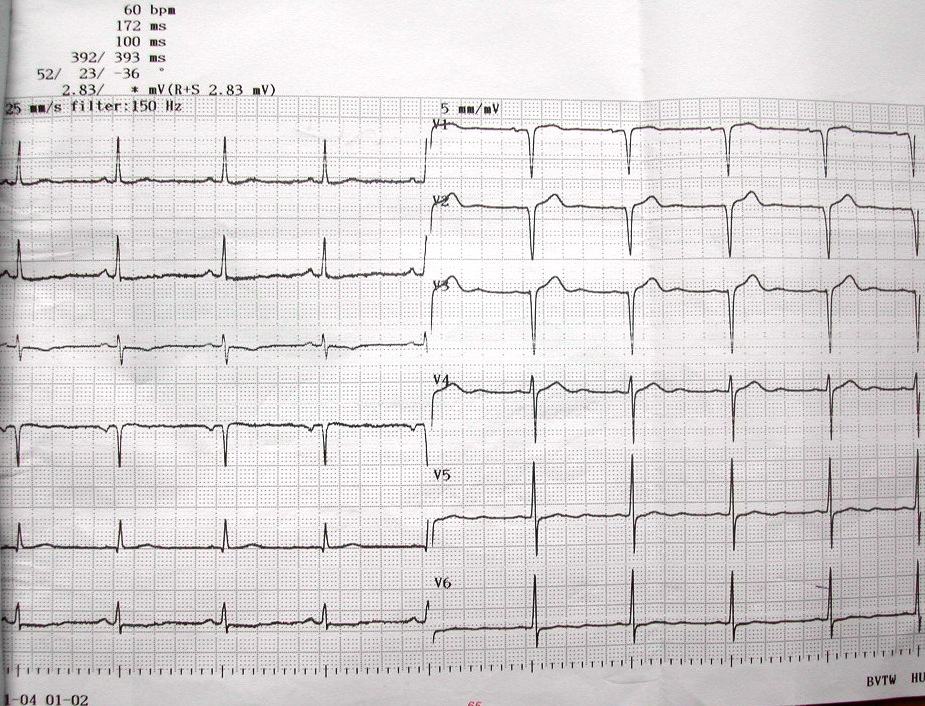 60 bpm
172 ms
100 ms
392/ 393 ms
52/ 23/ -36 °
2.83/ * mV(R+S 2.83 mV)
25 mm/s filter:150 Hz
5 mm/mV
V1
V2
V3
V4
V5
V6
BVTW HU
1-04 01-02